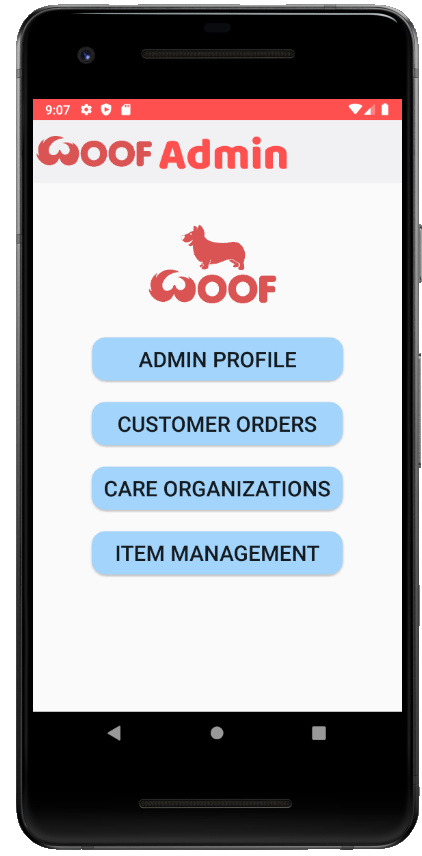 9:07
WOOF Admin
WOOF
ADMIN PROFILE
CUSTOMER ORDERS
CARE ORGANIZATIONS
ITEM MANAGEMENT